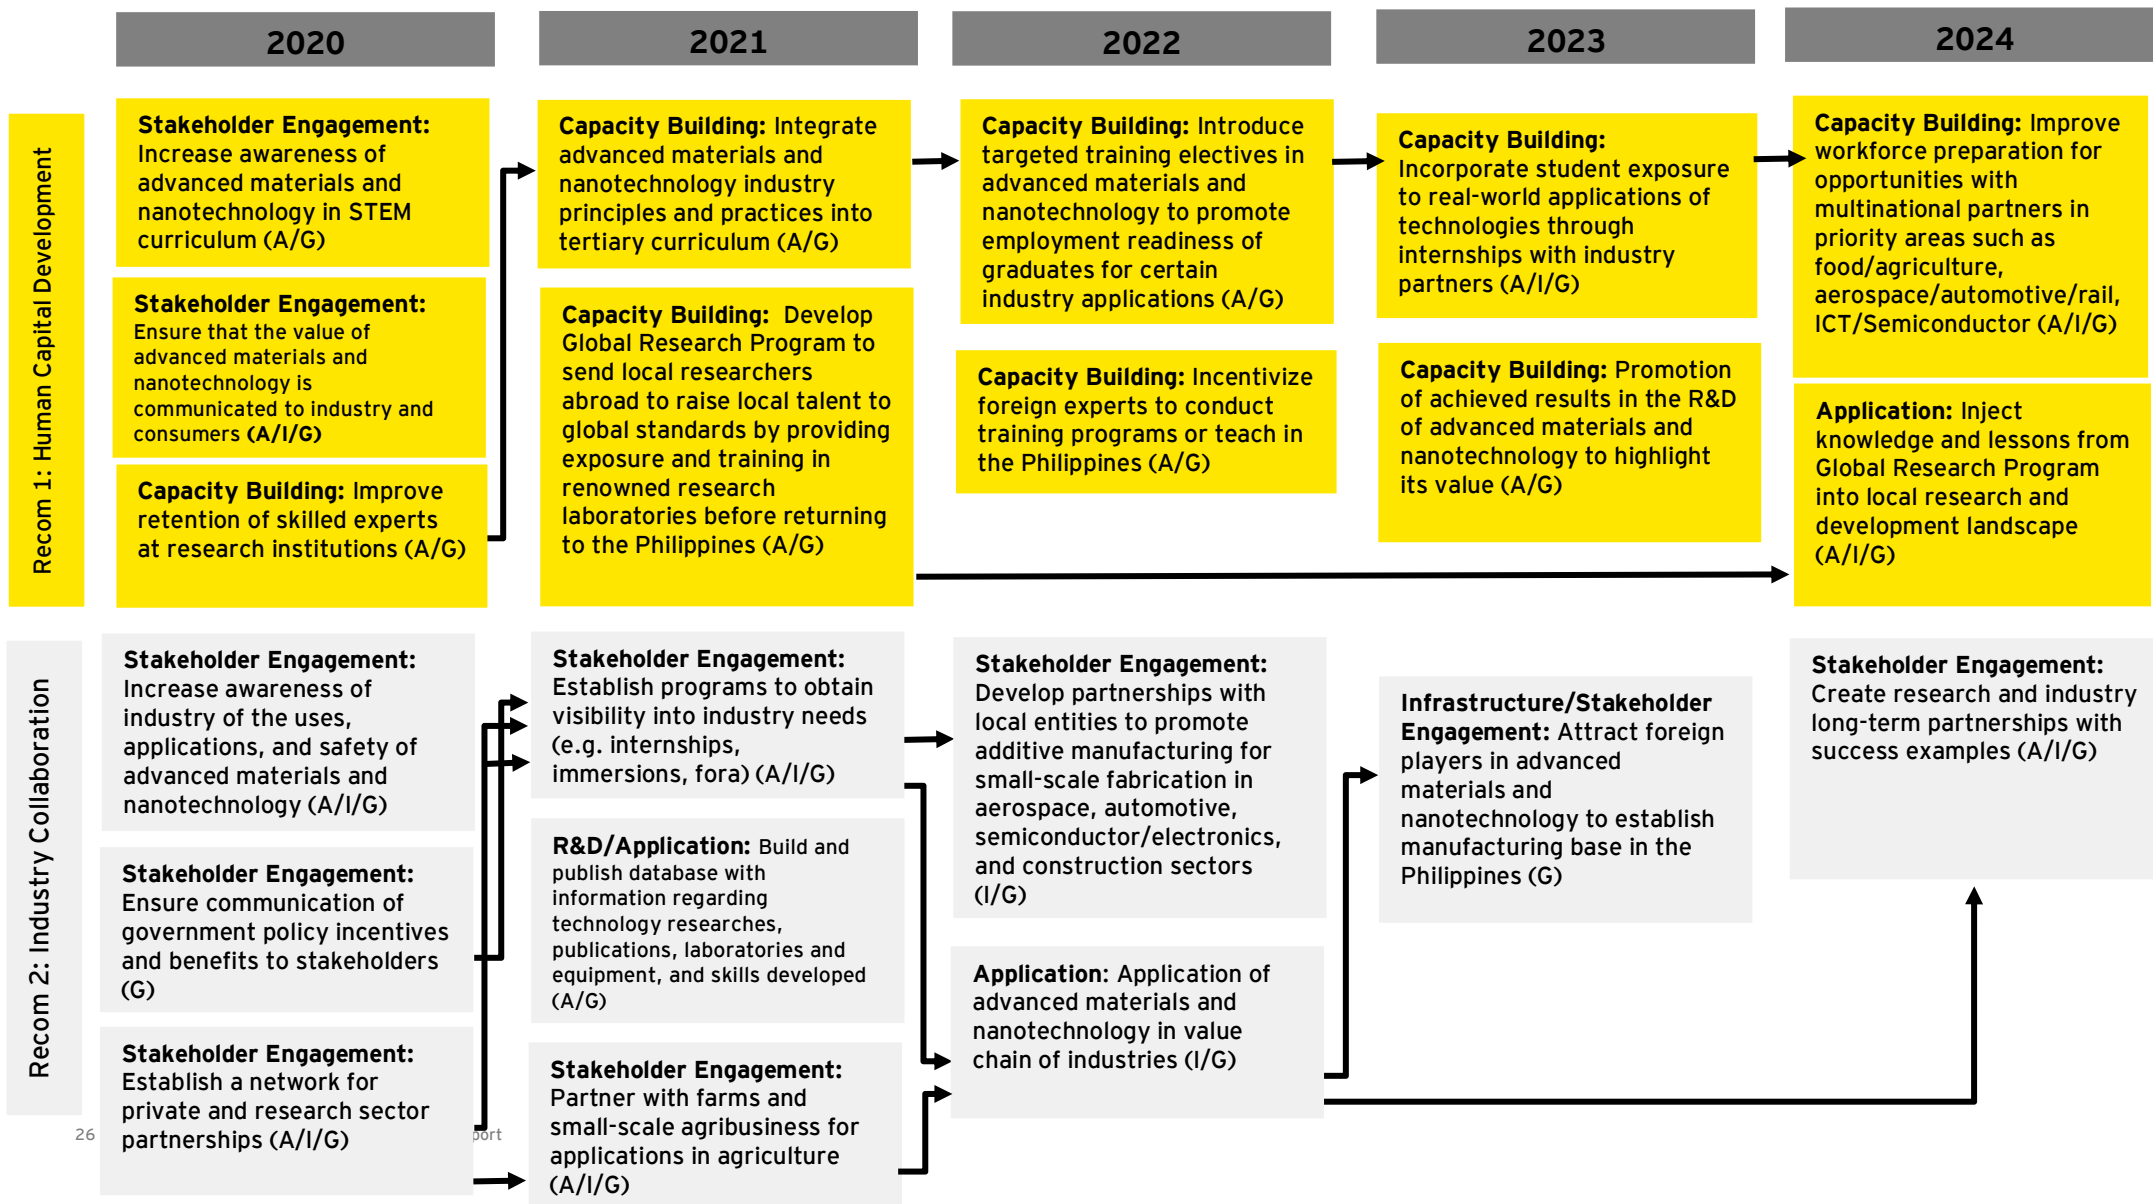 2020
2021
2022
2023
2024
Recom 1: Human Capital Development
Stakeholder Engagement:
Increase awareness of
advanced materials and
nanotechnology in STEM
curriculum (A/G)
Stakeholder Engagement:
Ensure that the value of
advanced materials and
nanotechnology is
communicated to industry and
consumers (A/I/G)
Capacity Building: Improve
retention of skilled experts
at research institutions (A/G)
Capacity Building: Integrate
advanced materials and
nanotechnology industry
principles and practices into
tertiary curriculum (A/G)
Capacity Building: Develop
Global Research Program to
send local researchers
abroad to raise local talent to
global standards by providing
exposure and training in
renowned research
laboratories before returning
to the Philippines (A/G)
Capacity Building: Introduce
targeted training electives in
advanced materials and
nanotechnology to promote
employment readiness of
graduates for certain
industry applications (A/G)
Capacity Building: Incentivize
foreign experts to conduct
training programs or teach in
the Philippines (A/G)
Capacity Building:
Incorporate student exposure
to real-world applications of
technologies through
internships with industry
partners (A/I/G)
Capacity Building: Promotion
of achieved results in the R&D
of advanced materials and
nanotechnology to highlight
its value (A/G)
Capacity Building: Improve
workforce preparation for
opportunities with
multinational partners in
priority areas such as
food/agriculture,
aerospace/automotive/rail,
ICT/Semiconductor (A/I/G)
Application: Inject
knowledge and lessons from
Global Research Program
into local research and
development landscape
(A/I/G)
Recom 2: Industry Collaboration
Stakeholder Engagement:
Increase awareness of
industry of the uses,
applications, and safety of
advanced materials and
nanotechnology (A/I/G)
Stakeholder Engagement:
Ensure communication of
government policy incentives
and benefits to stakeholders
(G)
Stakeholder Engagement:
Establish a network for
private and research sector
partnerships (A/I/G)
Stakeholder Engagement:
Establish programs to obtain
visibility into industry needs
(e.g. internships,
immersions, fora) (A/I/G)
R&D/Application: Build and
publish database with
information regarding
technology researches,
publications, laboratories and
equipment, and skills developed
(A/G)
Stakeholder Engagement:
Partner with farms and
small-scale agribusiness for
applications in agriculture
(A/I/G)
Stakeholder Engagement:
Develop partnerships with
local entities to promote
additive manufacturing for
small-scale fabrication in
aerospace, automotive,
semiconductor/electronics,
and construction sectors
(I/G)
Application: Application of
advanced materials and
nanotechnology in value
chain of industries (I/G)
Infrastructure/Stakeholder
Engagement: Attract foreign
players in advanced
materials and
nanotechnology to establish
manufacturing base in the
Philippines (G)
Stakeholder Engagement:
Create research and industry
long-term partnerships with
success examples (A/I/G)
26
port